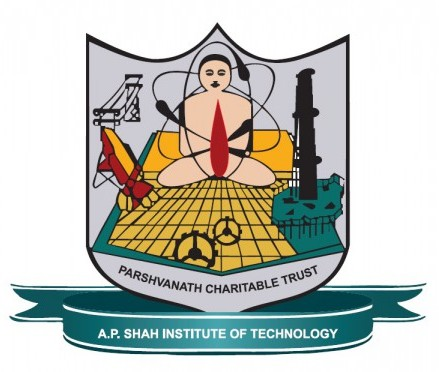 PARSHVANATH CHARITABLE TRUST
A.P. SHAH INSTITUTE OF TECHNOLOGY